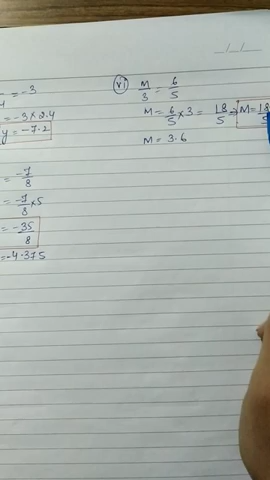 = -3
= -3 × 2.4
y = -7.2
= -7/8
= -7/8 × 5
= -35/8
= -4.375
vi) M/3 = 6/5
M = 6/5 × 3 = 18/5 ⇒ M = 18/5
M = 3.6